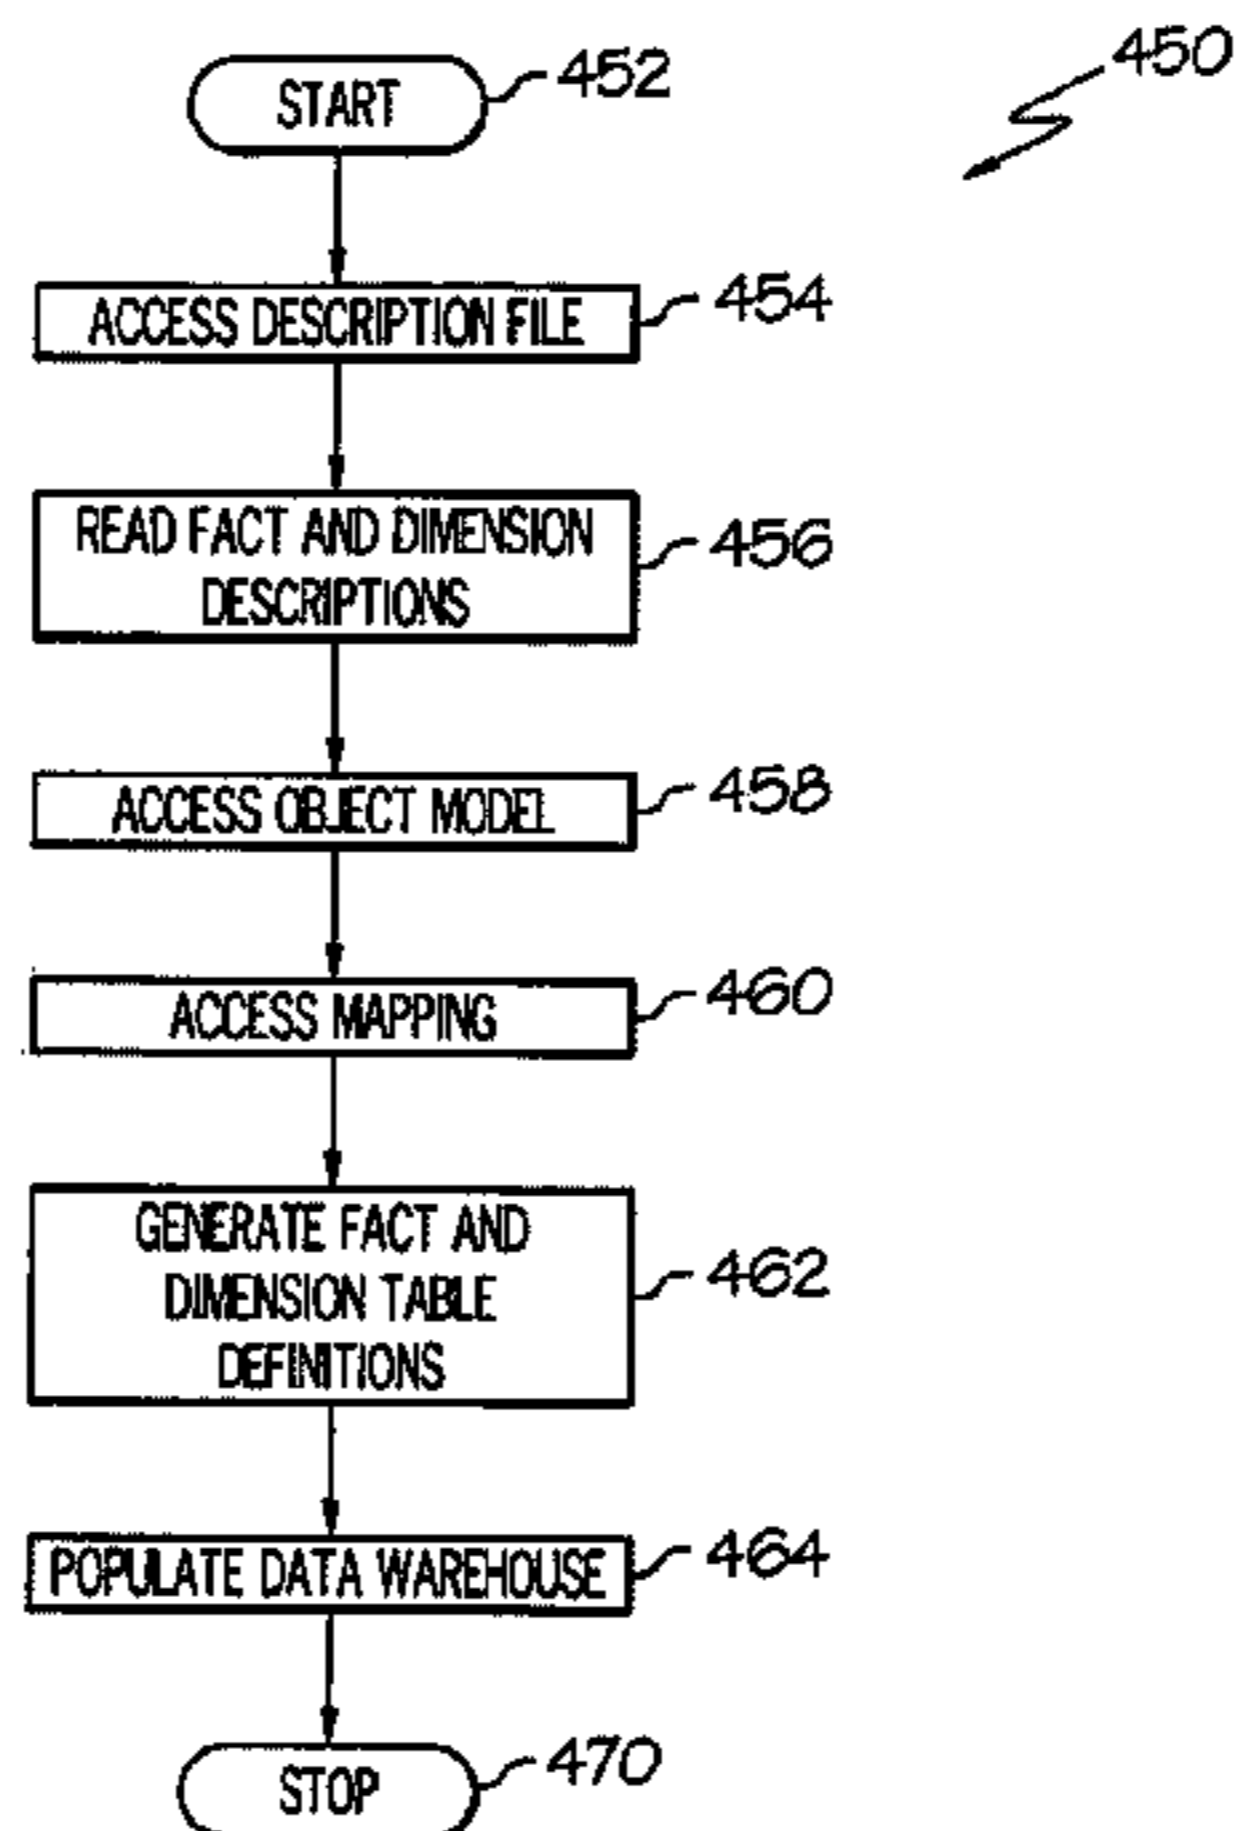 450
START 452
ACCESS DESCRIPTION FILE 454
READ FACT AND DIMENSION
DESCRIPTIONS
456
ACCESS OBJECT MODEL 458
ACCESS MAPPING 460
GENERATE FACT AND
DIMENSION TABLE
DEFINITIONS
462
POPULATE DATA WAREHOUSE 464
STOP 470